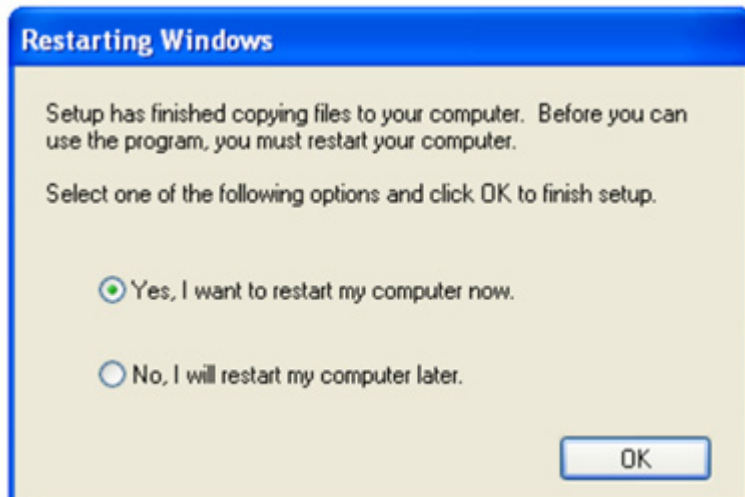 Restarting Windows
Setup has finished copying files to your computer.  Before you can
use the program, you must restart your computer.
Select one of the following options and click OK to finish setup.
Yes, I want to restart my computer now.
No, I will restart my computer later.
OK